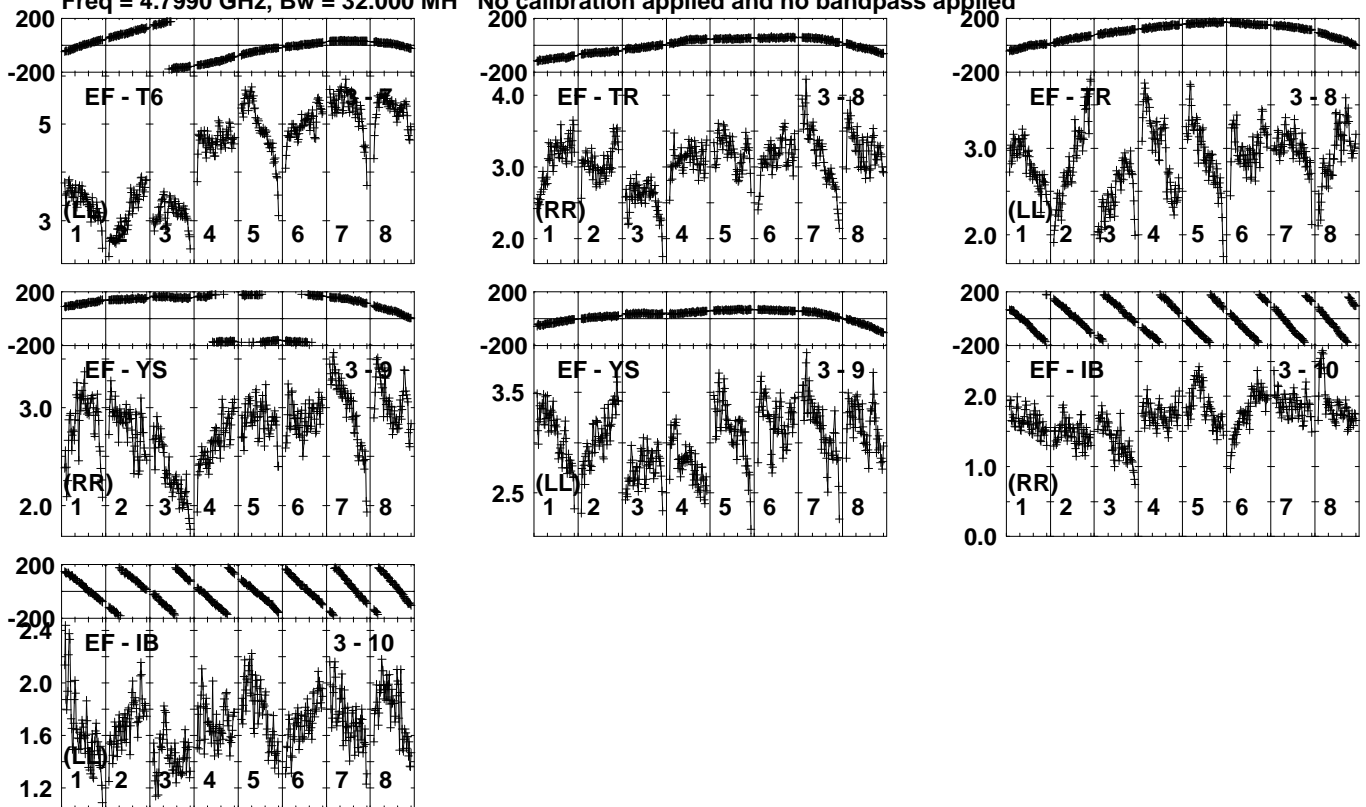 Freq = 4.7990 GHz, Bw = 32.000 MH No calibration applied and no bandpass applied
200
-200
EF - T6 3 - 7
5
3
(LL)
1 2 3 4 5 6 7 8
200
-200
EF - TR 3 - 8
4.0
3.0
2.0
(RR)
1 2 3 4 5 6 7 8
200
-200
EF - TR 3 - 8
3.0
2.0
(LL)
1 2 3 4 5 6 7 8
200
-200
EF - YS 3 - 9
3.0
2.0
(RR)
1 2 3 4 5 6 7 8
200
-200
EF - YS 3 - 9
3.5
2.5
(LL)
1 2 3 4 5 6 7 8
200
-200
EF - IB 3 - 10
2.0
1.0
0.0
(RR)
1 2 3 4 5 6 7 8
200
-200
2.4
EF - IB 3 - 10
2.0
1.6
1.2
(LL)
1 2 3 4 5 6 7 8